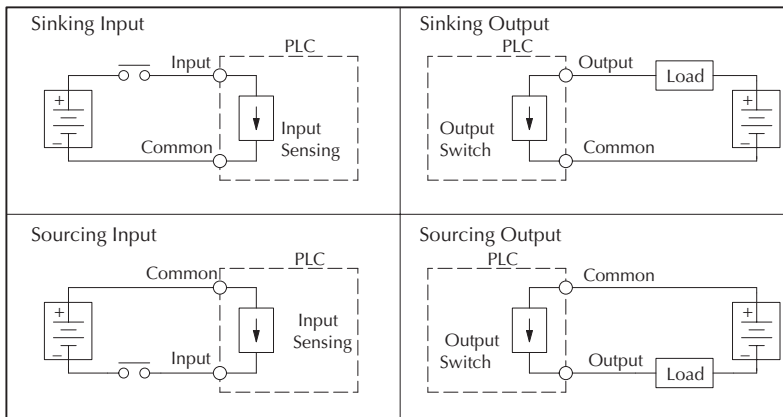 Sinking Input
PLC
Input
+
−
Input
Sensing
Common
Sinking Output
PLC
Output
Load
+
−
Output
Switch
Common
Sourcing Input
PLC
Common
+
−
Input
Sensing
Input
Sourcing Output
PLC
Common
+
−
Output
Switch
Output
Load